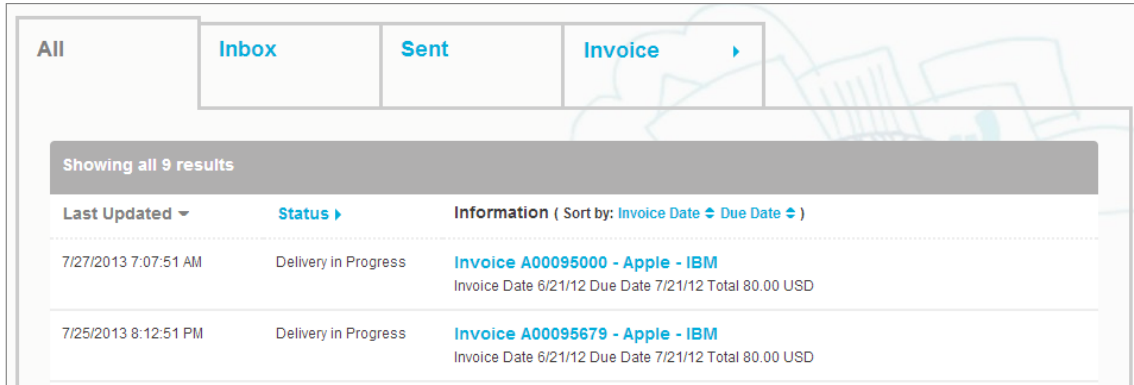 All Inbox Sent Invoice
Showing all 9 results
Last Updated Status Information ( Sort by: Invoice Date Due Date )
7/27/2013 7:07:51 AM Delivery in Progress Invoice A00095000 - Apple - IBM
Invoice Date 6/21/12 Due Date 7/21/12 Total 80.00 USD
7/25/2013 8:12:51 PM Delivery in Progress Invoice A00095679 - Apple - IBM
Invoice Date 6/21/12 Due Date 7/21/12 Total 80.00 USD